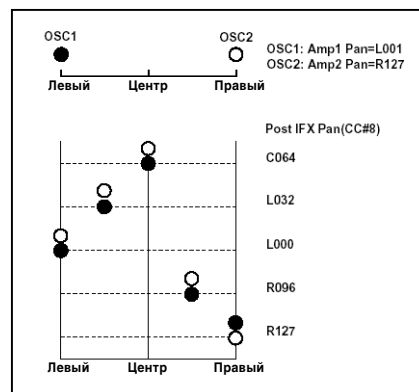 OSC1
OSC2
OSC1: Amp1 Pan=L001
OSC2: Amp2 Pan=R127
Левый Центр Правый
Post IFX Pan(CC#8)
C064
L032
L000
R096
R127
Левый Центр Правый